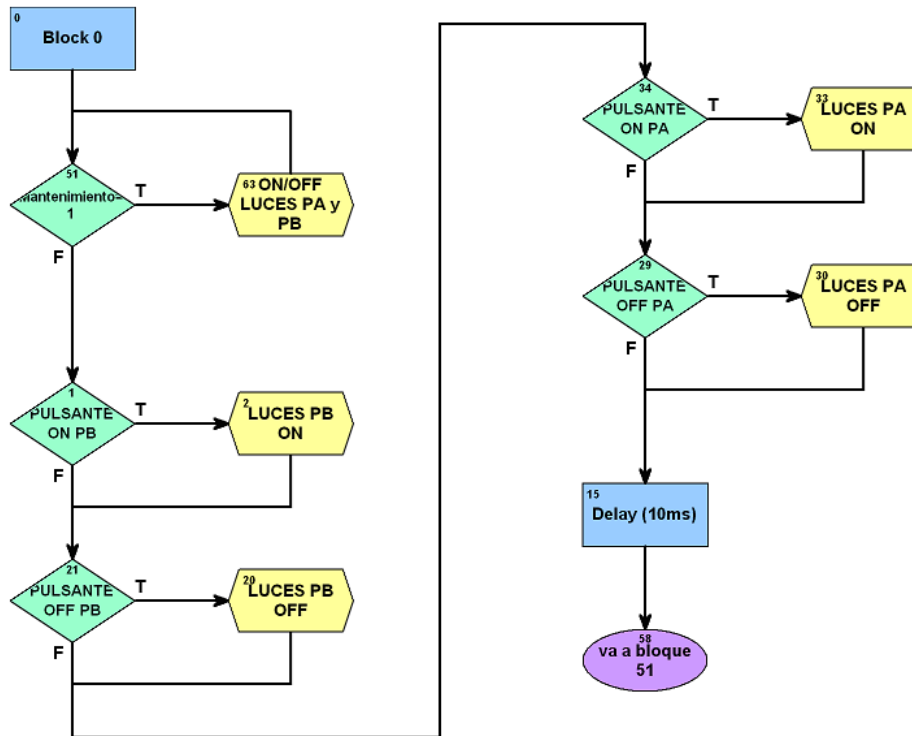 0
Block 0
51
Mantenimiento=
1
T
F
63 ON/OFF
LUCES PA y
PB
1
PULSANTE
ON PB
T
F
2 LUCES PB
ON
21
PULSANTE
OFF PB
T
F
20 LUCES PB
OFF
34
PULSANTE
ON PA
T
F
33 LUCES PA
ON
29
PULSANTE
OFF PA
T
F
30 LUCES PA
OFF
15
Delay (10ms)
58
va a bloque
51